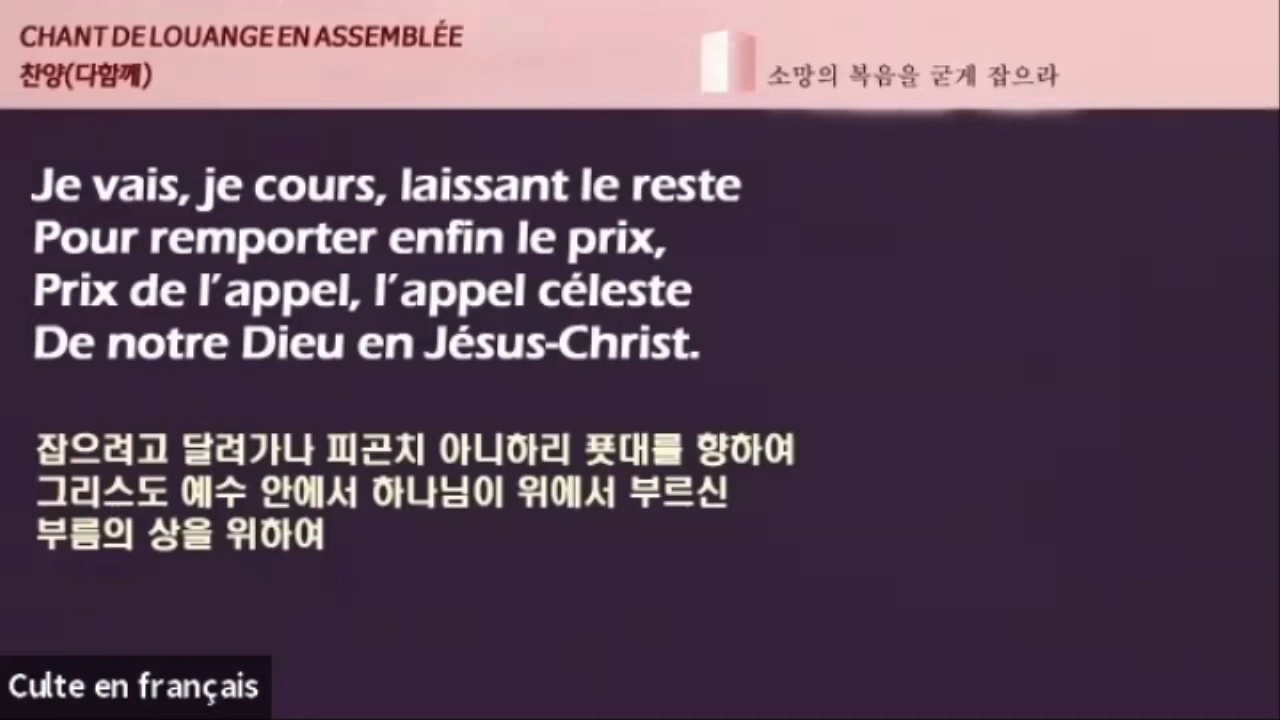 CHANT DE LOUANGE EN ASSEMBLÉE
찬양(다함께)
소망의 복음을 굳게 잡으라
Je vais, je cours, laissant le reste
Pour remporter enfin le prix,
Prix de l'appel, l'appel céleste
De notre Dieu en Jésus-Christ.
잡으려고 달려가나 피곤치 아니하리 푯대를 향하여
그리스도 예수 안에서 하나님이 위에서 부르신
부름의 상을 위하여
Culte en français